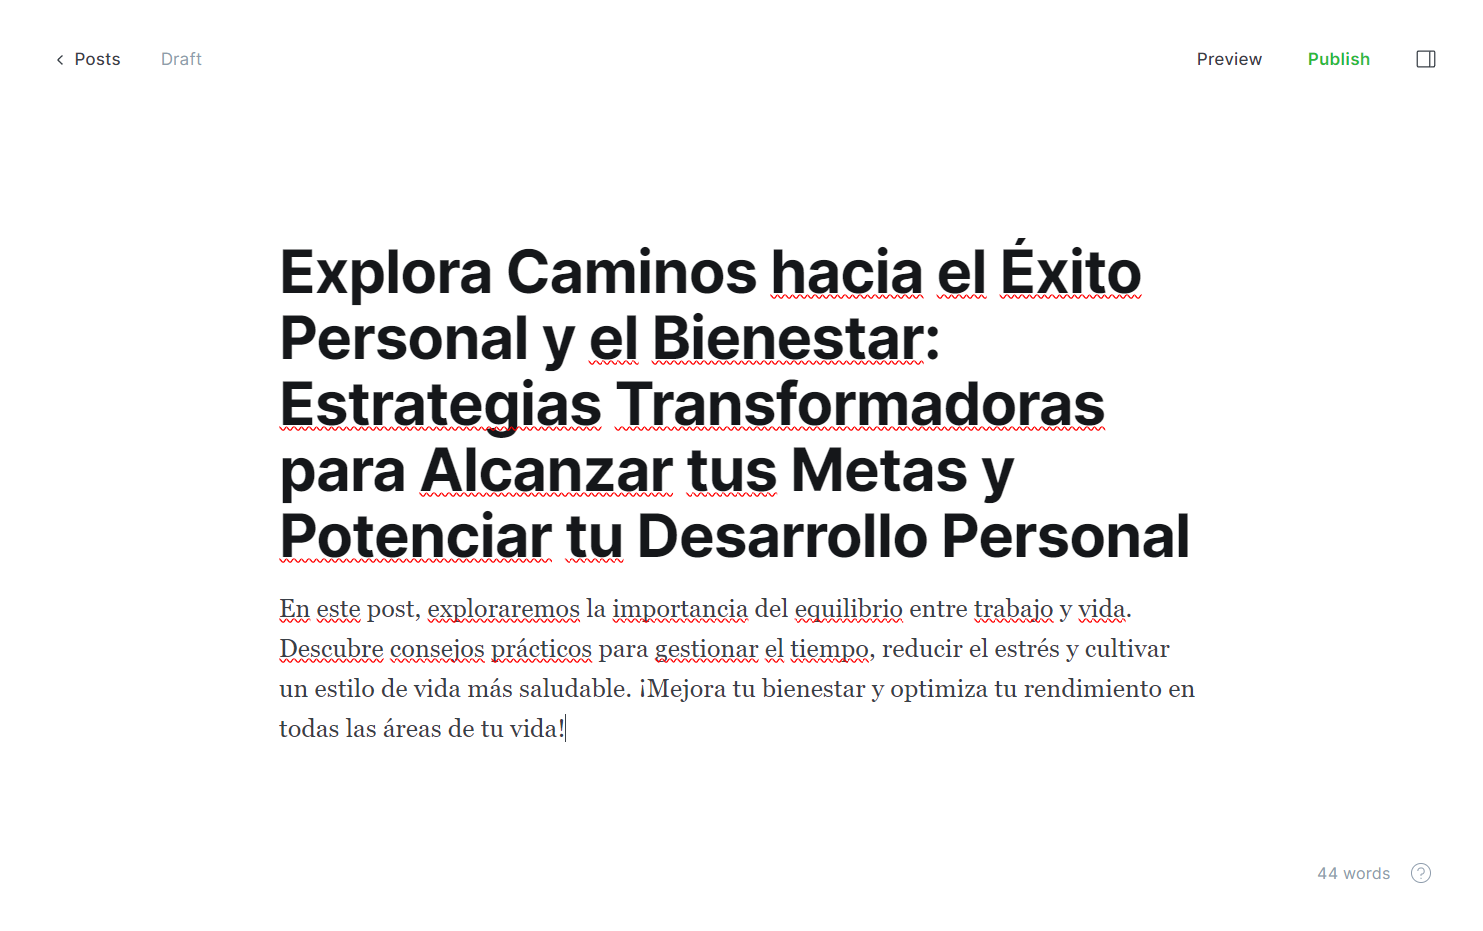 Posts Draft Preview Publish
Explora Caminos hacia el Éxito
Personal y el Bienestar:
Estrategias Transformadoras
para Alcanzar tus Metas y
Potenciar tu Desarrollo Personal
En este post, exploraremos la importancia del equilibrio entre trabajo y vida.
Descubre consejos prácticos para gestionar el tiempo, reducir el estrés y cultivar
un estilo de vida más saludable. ¡Mejora tu bienestar y optimiza tu rendimiento en
todas las áreas de tu vida!
44 words ?